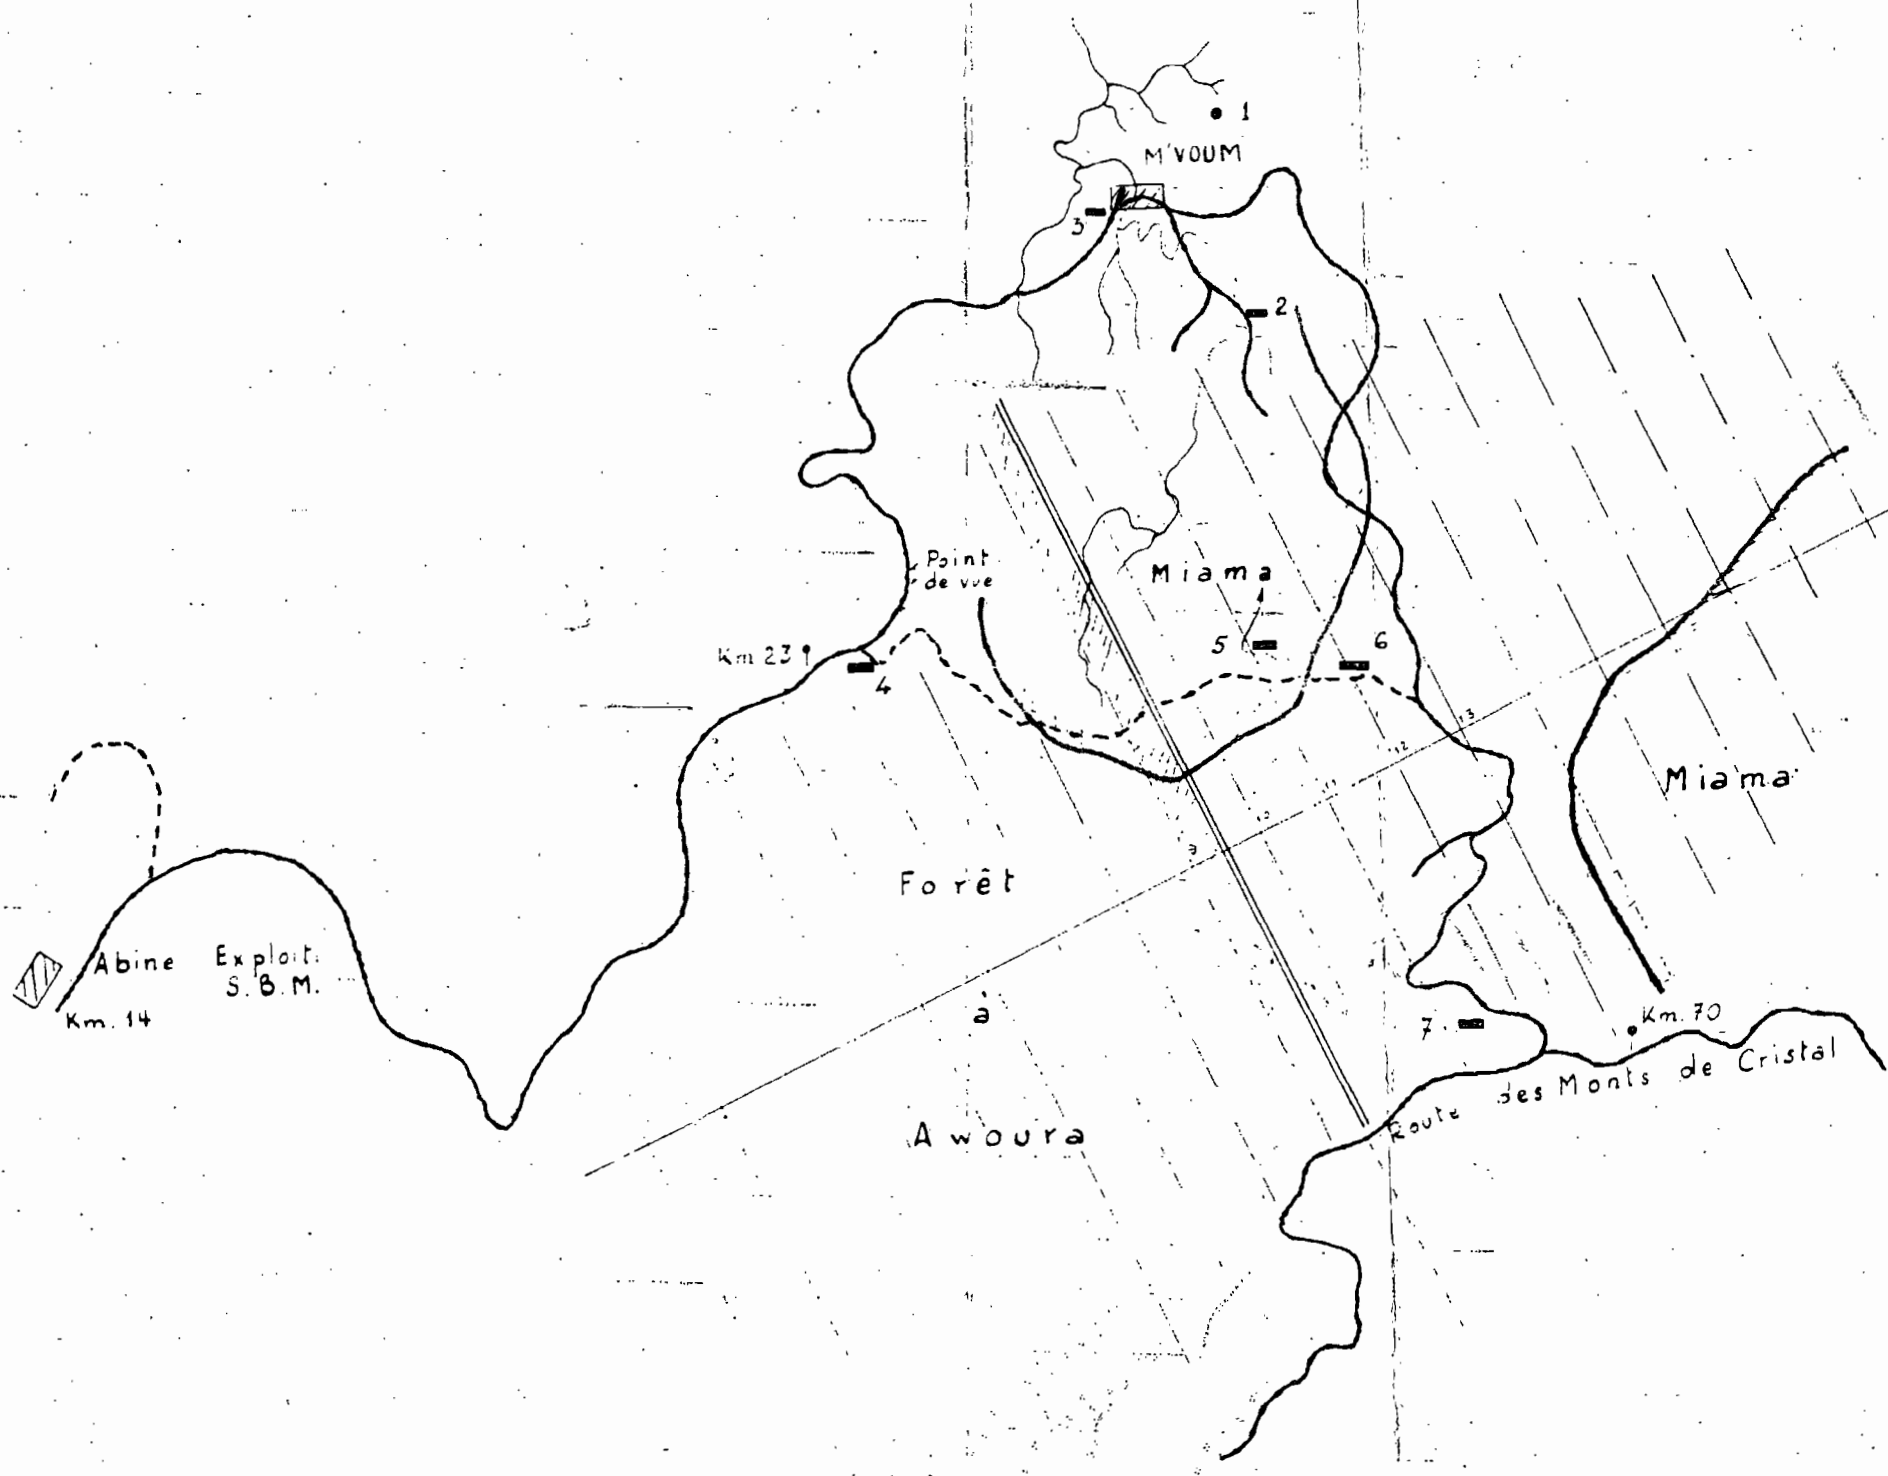 1
M'VOUM
3
2
Point
de vue
Miama
Km 23
4
5
6
13
12
11
10
9
Miama
Forêt
Abine Exploit.
S.B.M.
Km. 14
à
Km. 70
7
Route des Monts de Cristal
Awoura